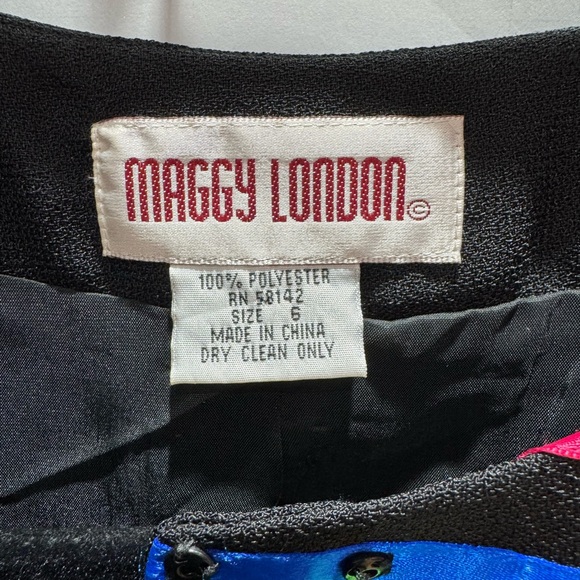 MAGGY LONDON ©
100% POLYESTER
RN 58142
SIZE 6
MADE IN CHINA
DRY CLEAN ONLY